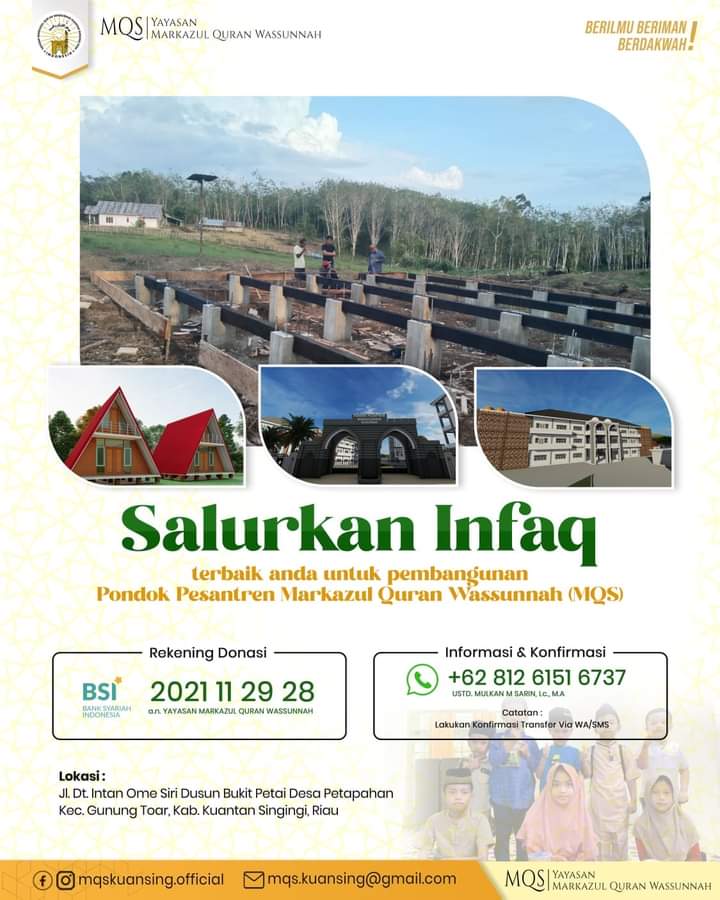 MQS
YAYASAN
MARKAZUL QURAN WASSUNNAH
BERILMU BERIMAN
BERDAKWAH!
Salurkan Infaq
terbaik anda untuk pembangunan
Pondok Pesantren Markazul Quran Wassunnah (MQS)
Rekening Donasi
BSI
BANK SYARIAH
INDONESIA
2021 11 29 28
a.n. YAYASAN MARKAZUL QURAN WASSUNNAH
Informasi & Konfirmasi
+62 812 6151 6737
USTD. MULKAN M SARIN, Lc., M.A
Catatan :
Lakukan Konfirmasi Transfer Via WA/SMS
Lokasi :
Jl. Dt. Intan Ome Siri Dusun Bukit Petai Desa Petapahan
Kec. Gunung Toar, Kab. Kuantan Singingi, Riau
mqskuansing.official
mqs.kuansing@gmail.com
MQS
YAYASAN
MARKAZUL QURAN WASSUNNAH